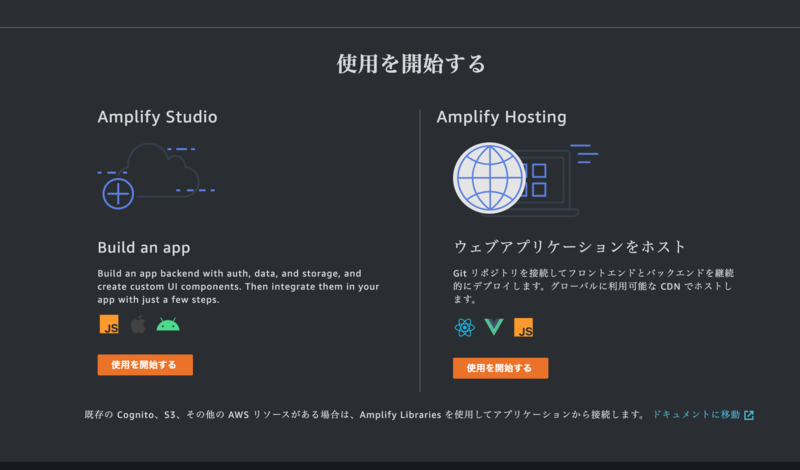 使用を開始する
Amplify Studio
Build an app
Build an app backend with auth, data, and storage, and
create custom UI components. Then integrate them in your
app with just a few steps.
JS
使用を開始する
Amplify Hosting
ウェブアプリケーションをホスト
Git リポジトリを接続してフロントエンドとバックエンドを継続
的にデプロイします。グローバルに利用可能な CDN でホストし
ます。
JS
使用を開始する
既存の Cognito、S3、その他の AWS リソースがある場合は、Amplify Libraries を使用してアプリケーションから接続します。 ドキュメントに移動